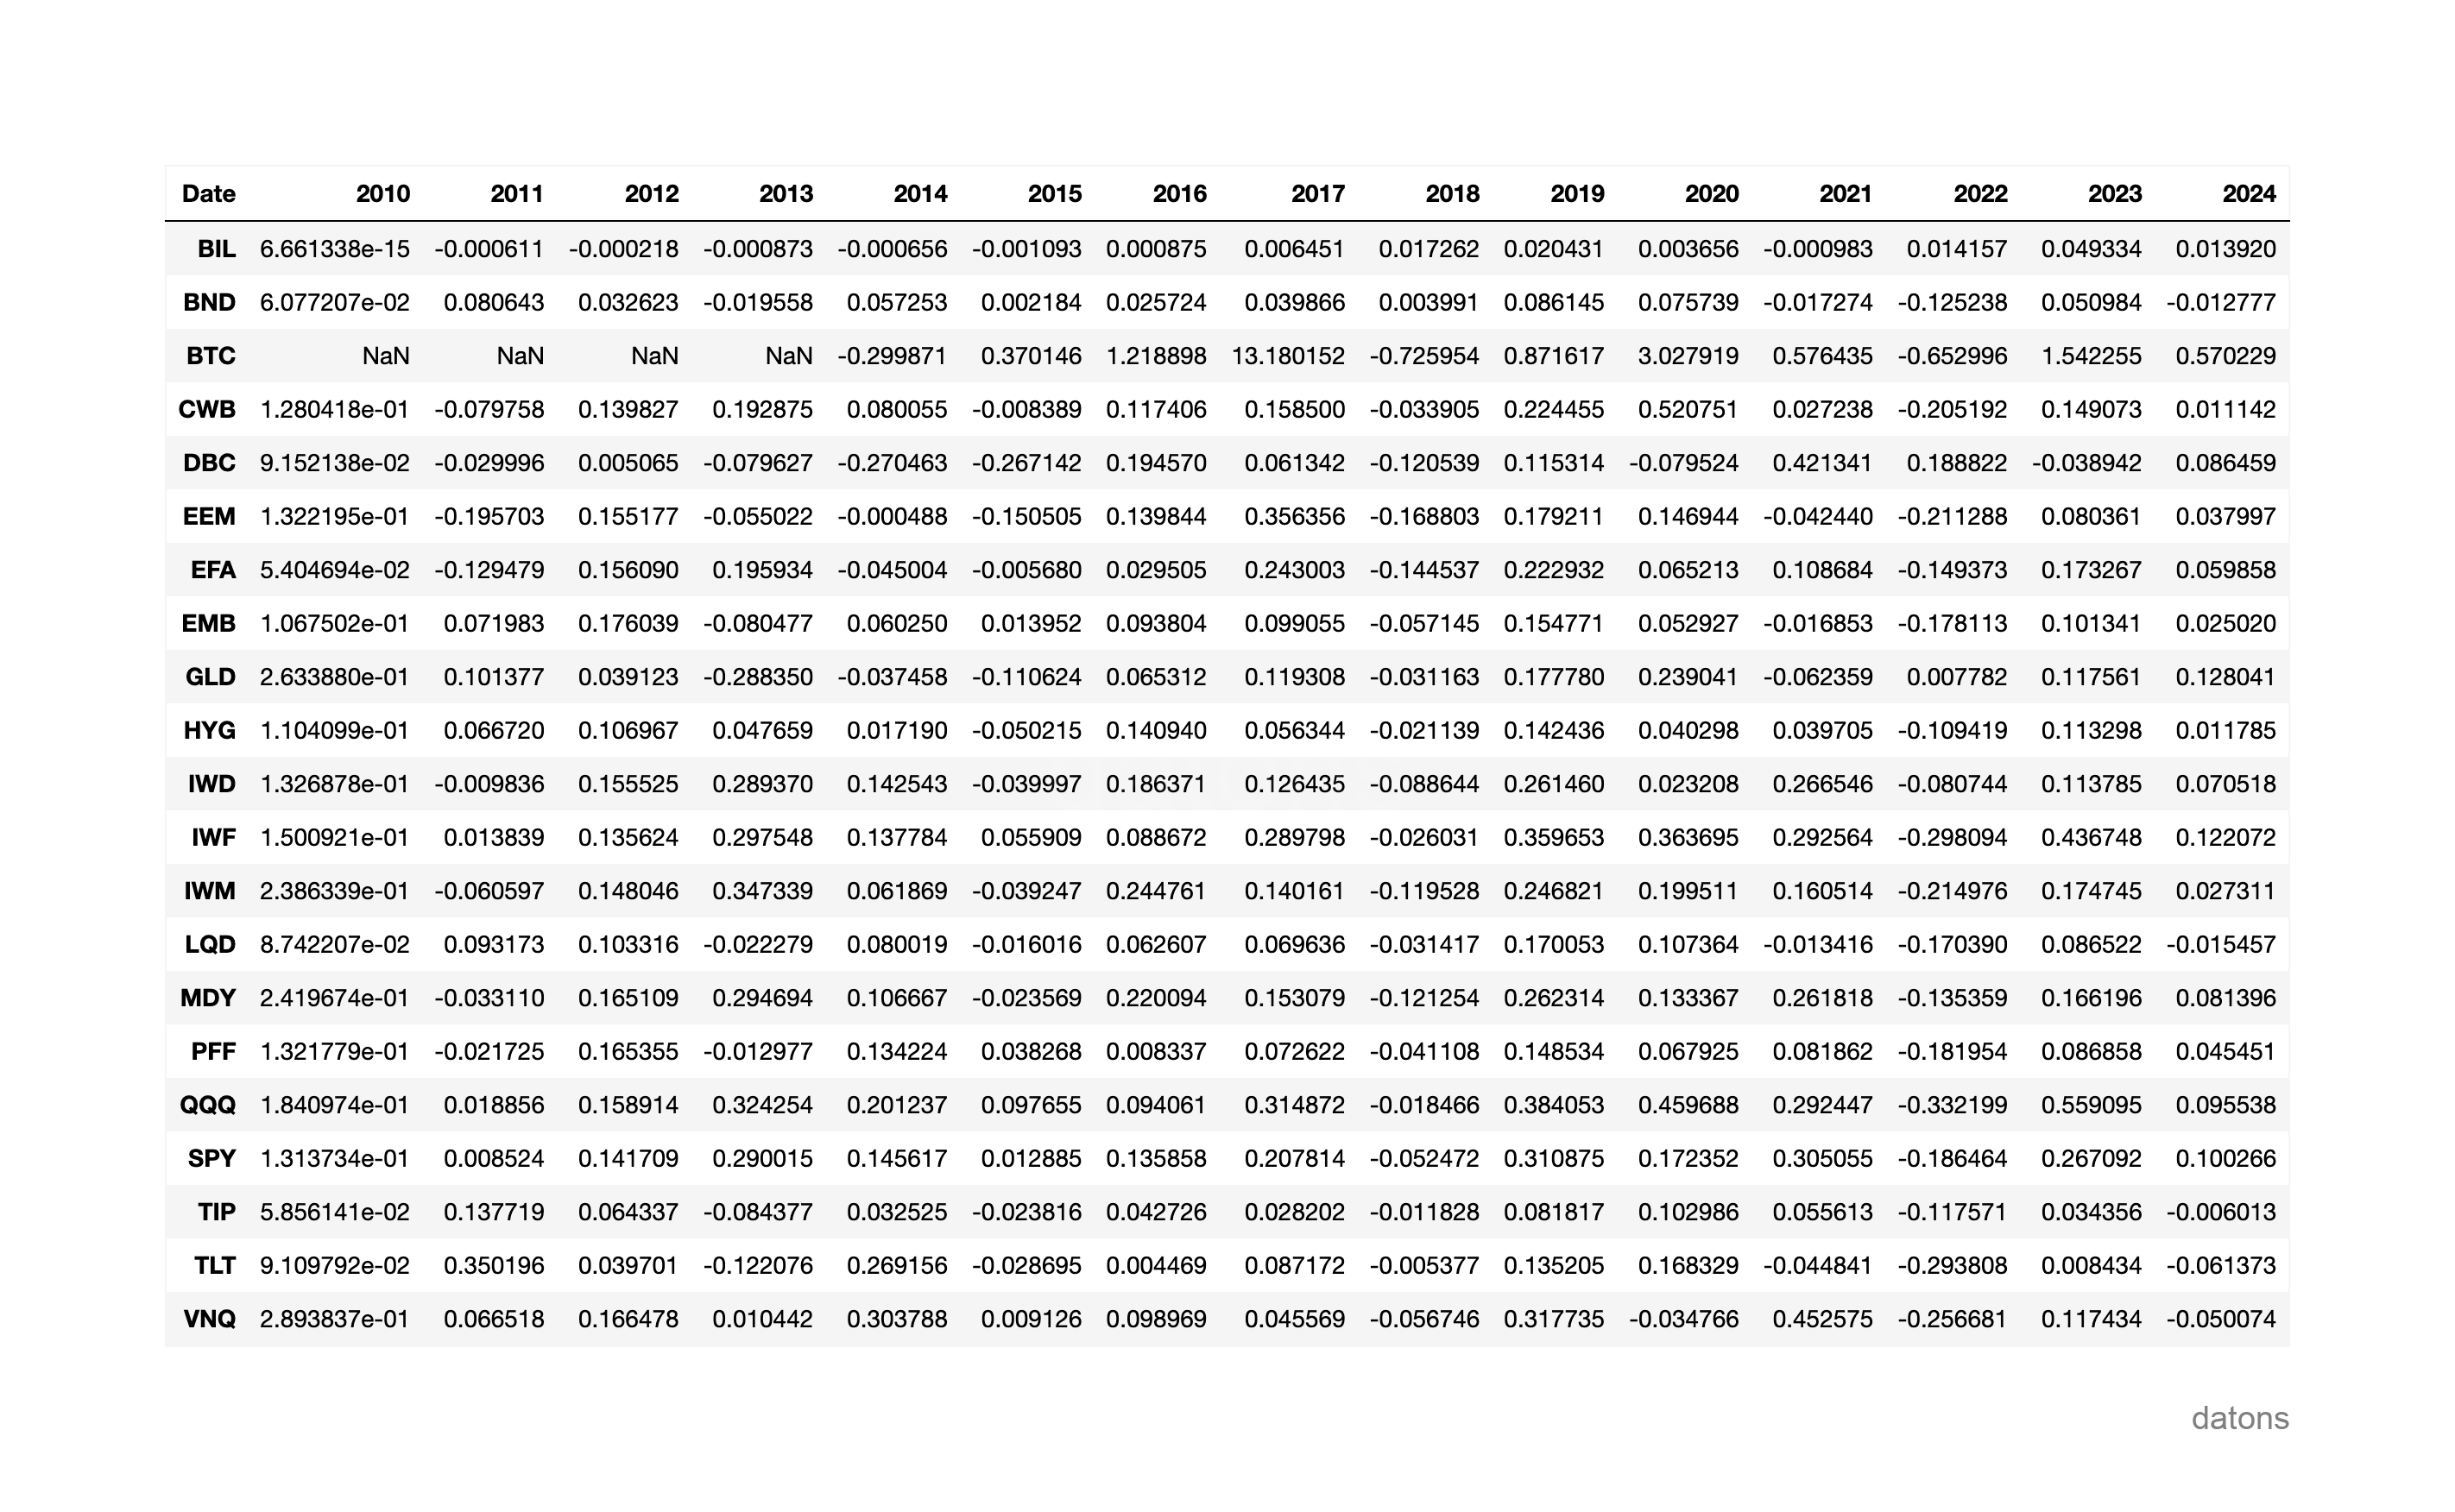 Date 2010 2011 2012 2013 2014 2015 2016 2017 2018 2019 2020 2021 2022 2023 2024
BIL 6.661338e-15 -0.000611 -0.000218 -0.000873 -0.000656 -0.001093 0.000875 0.006451 0.017262 0.020431 0.003656 -0.000983 0.014157 0.049334 0.013920
BND 6.077207e-02 0.080643 0.032623 -0.019558 0.057253 0.002184 0.025724 0.039866 0.003991 0.086145 0.075739 -0.017274 -0.125238 0.050984 -0.012777
BTC NaN NaN NaN NaN -0.299871 0.370146 1.218898 13.180152 -0.725954 0.871617 3.027919 0.576435 -0.652996 1.542255 0.570229
CWB 1.280418e-01 -0.079758 0.139827 0.192875 0.080055 -0.008389 0.117406 0.158500 -0.033905 0.224455 0.520751 0.027238 -0.205192 0.149073 0.011142
DBC 9.152138e-02 -0.029996 0.005065 -0.079627 -0.270463 -0.267142 0.194570 0.061342 -0.120539 0.115314 -0.079524 0.421341 0.188822 -0.038942 0.086459
EEM 1.322195e-01 -0.195703 0.155177 -0.055022 -0.000488 -0.150505 0.139844 0.356356 -0.168803 0.179211 0.146944 -0.042440 -0.211288 0.080361 0.037997
EFA 5.404694e-02 -0.129479 0.156090 0.195934 -0.045004 -0.005680 0.029505 0.243003 -0.144537 0.222932 0.065213 0.108684 -0.149373 0.173267 0.059858
EMB 1.067502e-01 0.071983 0.176039 -0.080477 0.060250 0.013952 0.093804 0.099055 -0.057145 0.154771 0.052927 -0.016853 -0.178113 0.101341 0.025020
GLD 2.633880e-01 0.101377 0.039123 -0.288350 -0.037458 -0.110624 0.065312 0.119308 -0.031163 0.177780 0.239041 -0.062359 0.007782 0.117561 0.128041
HYG 1.104099e-01 0.066720 0.106967 0.047659 0.017190 -0.050215 0.140940 0.056344 -0.021139 0.142436 0.040298 0.039705 -0.109419 0.113298 0.011785
IWD 1.326878e-01 -0.009836 0.155525 0.289370 0.142543 -0.039997 0.186371 0.126435 -0.088644 0.261460 0.023208 0.266546 -0.080744 0.113785 0.070518
IWF 1.500921e-01 0.013839 0.135624 0.297548 0.137784 0.055909 0.088672 0.289798 -0.026031 0.359653 0.363695 0.292564 -0.298094 0.436748 0.122072
IWM 2.386339e-01 -0.060597 0.148046 0.347339 0.061869 -0.039247 0.244761 0.140161 -0.119528 0.246821 0.199511 0.160514 -0.214976 0.174745 0.027311
LQD 8.742207e-02 0.093173 0.103316 -0.022279 0.080019 -0.016016 0.062607 0.069636 -0.031417 0.170053 0.107364 -0.013416 -0.170390 0.086522 -0.015457
MDY 2.419674e-01 -0.033110 0.165109 0.294694 0.106667 -0.023569 0.220094 0.153079 -0.121254 0.262314 0.133367 0.261818 -0.135359 0.166196 0.081396
PFF 1.321779e-01 -0.021725 0.165355 -0.012977 0.134224 0.038268 0.008337 0.072622 -0.041108 0.148534 0.067925 0.081862 -0.181954 0.086858 0.045451
QQQ 1.840974e-01 0.018856 0.158914 0.324254 0.201237 0.097655 0.094061 0.314872 -0.018466 0.384053 0.459688 0.292447 -0.332199 0.559095 0.095538
SPY 1.313734e-01 0.008524 0.141709 0.290015 0.145617 0.012885 0.135858 0.207814 -0.052472 0.310875 0.172352 0.305055 -0.186464 0.267092 0.100266
TIP 5.856141e-02 0.137719 0.064337 -0.084377 0.032525 -0.023816 0.042726 0.028202 -0.011828 0.081817 0.102986 0.055613 -0.117571 0.034356 -0.006013
TLT 9.109792e-02 0.350196 0.039701 -0.122076 0.269156 -0.028695 0.004469 0.087172 -0.005377 0.135205 0.168329 -0.044841 -0.293808 0.008434 -0.061373
VNQ 2.893837e-01 0.066518 0.166478 0.010442 0.303788 0.009126 0.098969 0.045569 -0.056746 0.317735 -0.034766 0.452575 -0.256681 0.117434 -0.050074
datons